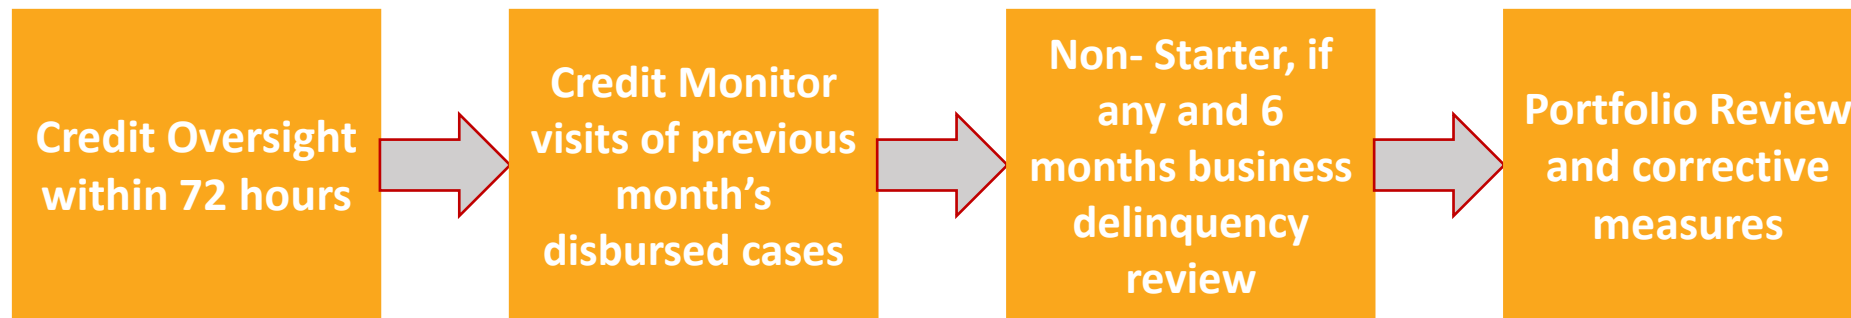 Credit Oversight
within 72 hours
Credit Monitor
visits of previous
month's
disbursed cases
Non- Starter, if
any and 6
months business
delinquency
review
Portfolio Review
and corrective
measures